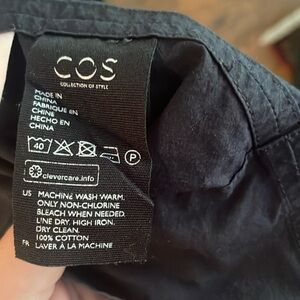 COS
COLLECTION OF STYLE
MADE IN
CHINA
FABRIQUE EN
CHINE
HECHO EN
CHINA
40 P
clevercare.info
US MACHINE WASH WARM,
ONLY NON-CHLORINE
BLEACH WHEN NEEDED.
LINE DRY, HIGH IRON.
DRY CLEAN.
100% COTTON
FR LAVER À LA MACHINE